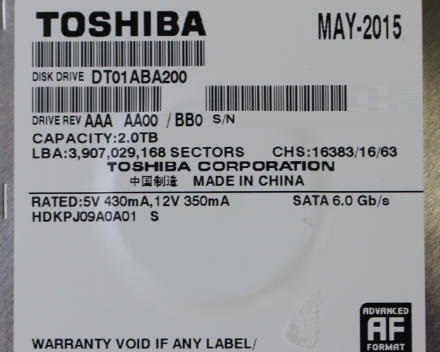 TOSHIBA MAY-2015
DISK DRIVE DT01ABA200
DRIVE REV AAA AA00 / BB0 S/N
CAPACITY:2.0TB
LBA:3,907,029,168 SECTORS CHS:16383/16/63
TOSHIBA CORPORATION
中国制造 MADE IN CHINA
RATED:5V 430mA,12V 350mA SATA 6.0 Gb/s
HDKPJ09A0A01 S
ADVANCED
AF
FORMAT
WARRANTY VOID IF ANY LABEL/